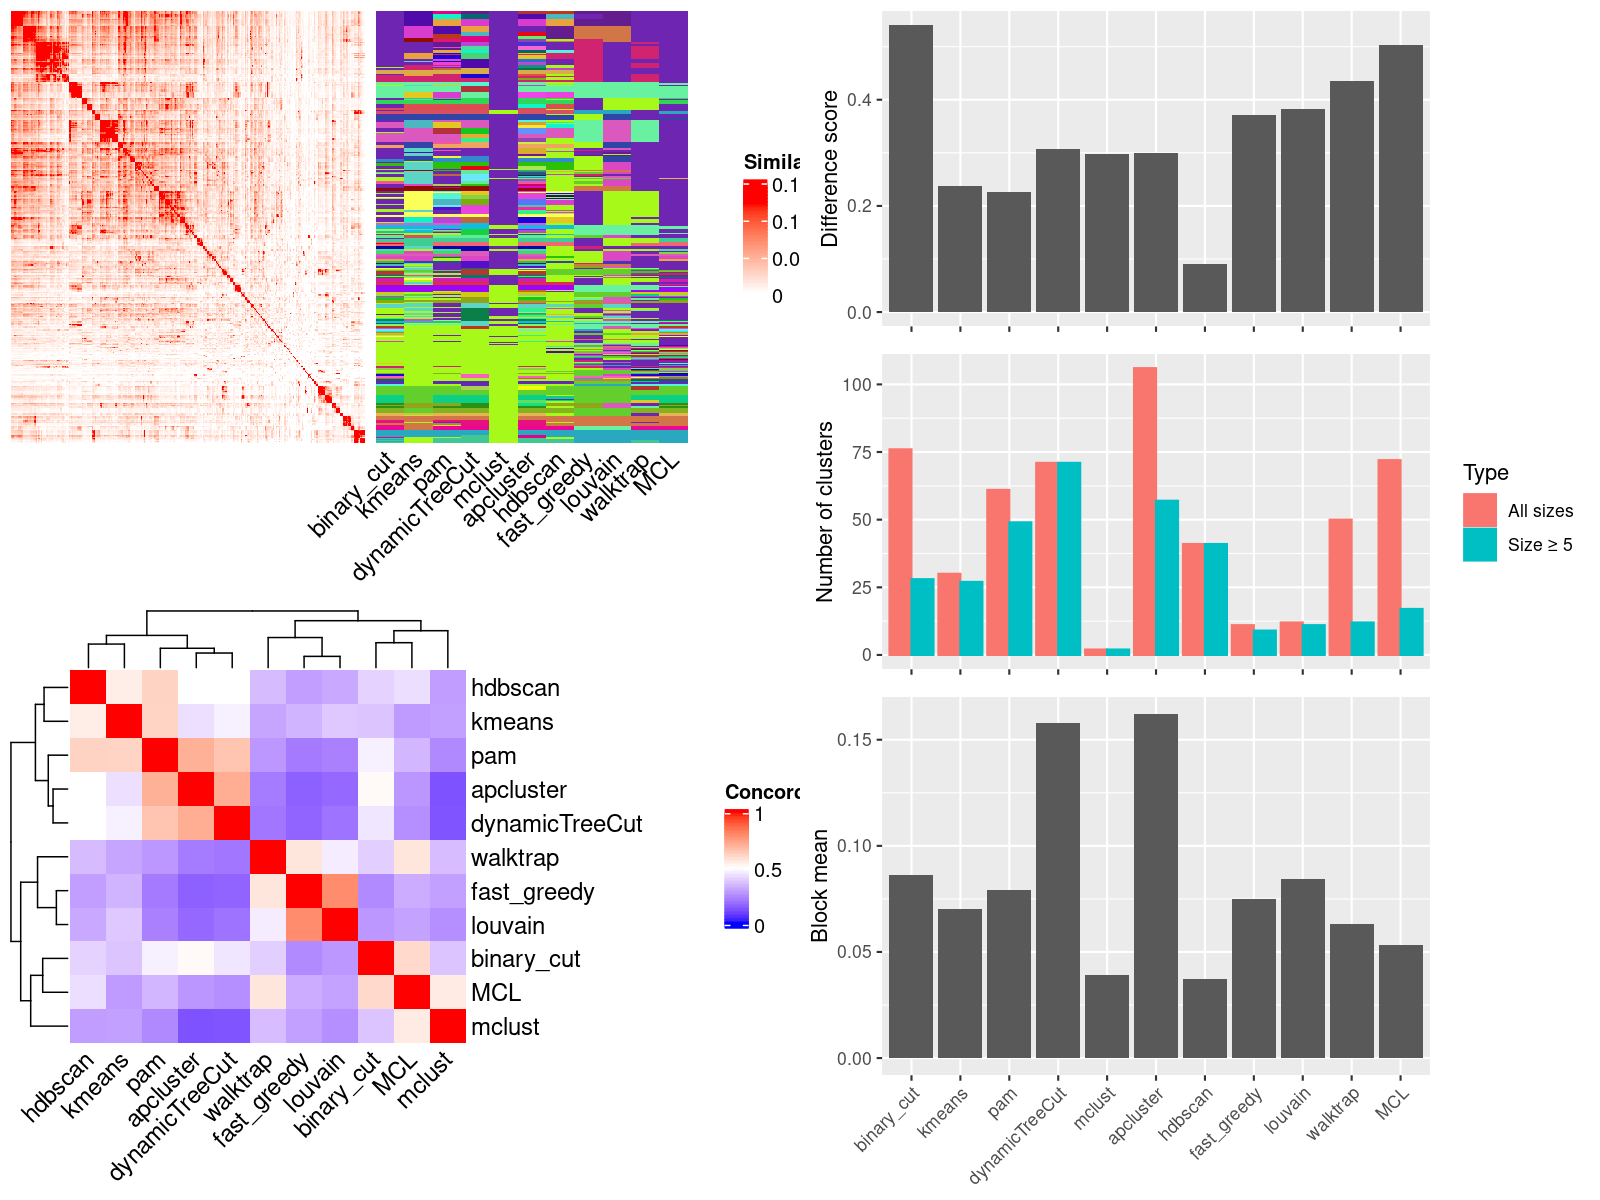 Simila
0.1
0.1
0.0
0
binary_cut
kmeans
pam
dynamicTreeCut
mclust
apcluster
hdbscan
fast_greedy
louvain
walktrap
MCL
hdbscan
kmeans
pam
apcluster
dynamicTreeCut
walktrap
fast_greedy
louvain
binary_cut
MCL
mclust
hdbscan
kmeans
pam
apcluster
dynamicTreeCut
walktrap
fast_greedy
louvain
binary_cut
MCL
mclust
Concord
1
0.5
0
Difference score
0.4
0.2
0.0
Number of clusters
100
75
50
25
0
Type
All sizes
Size ≥ 5
Block mean
0.15
0.10
0.05
0.00
binary_cut
kmeans
pam
dynamicTreeCut
mclust
apcluster
hdbscan
fast_greedy
louvain
walktrap
MCL